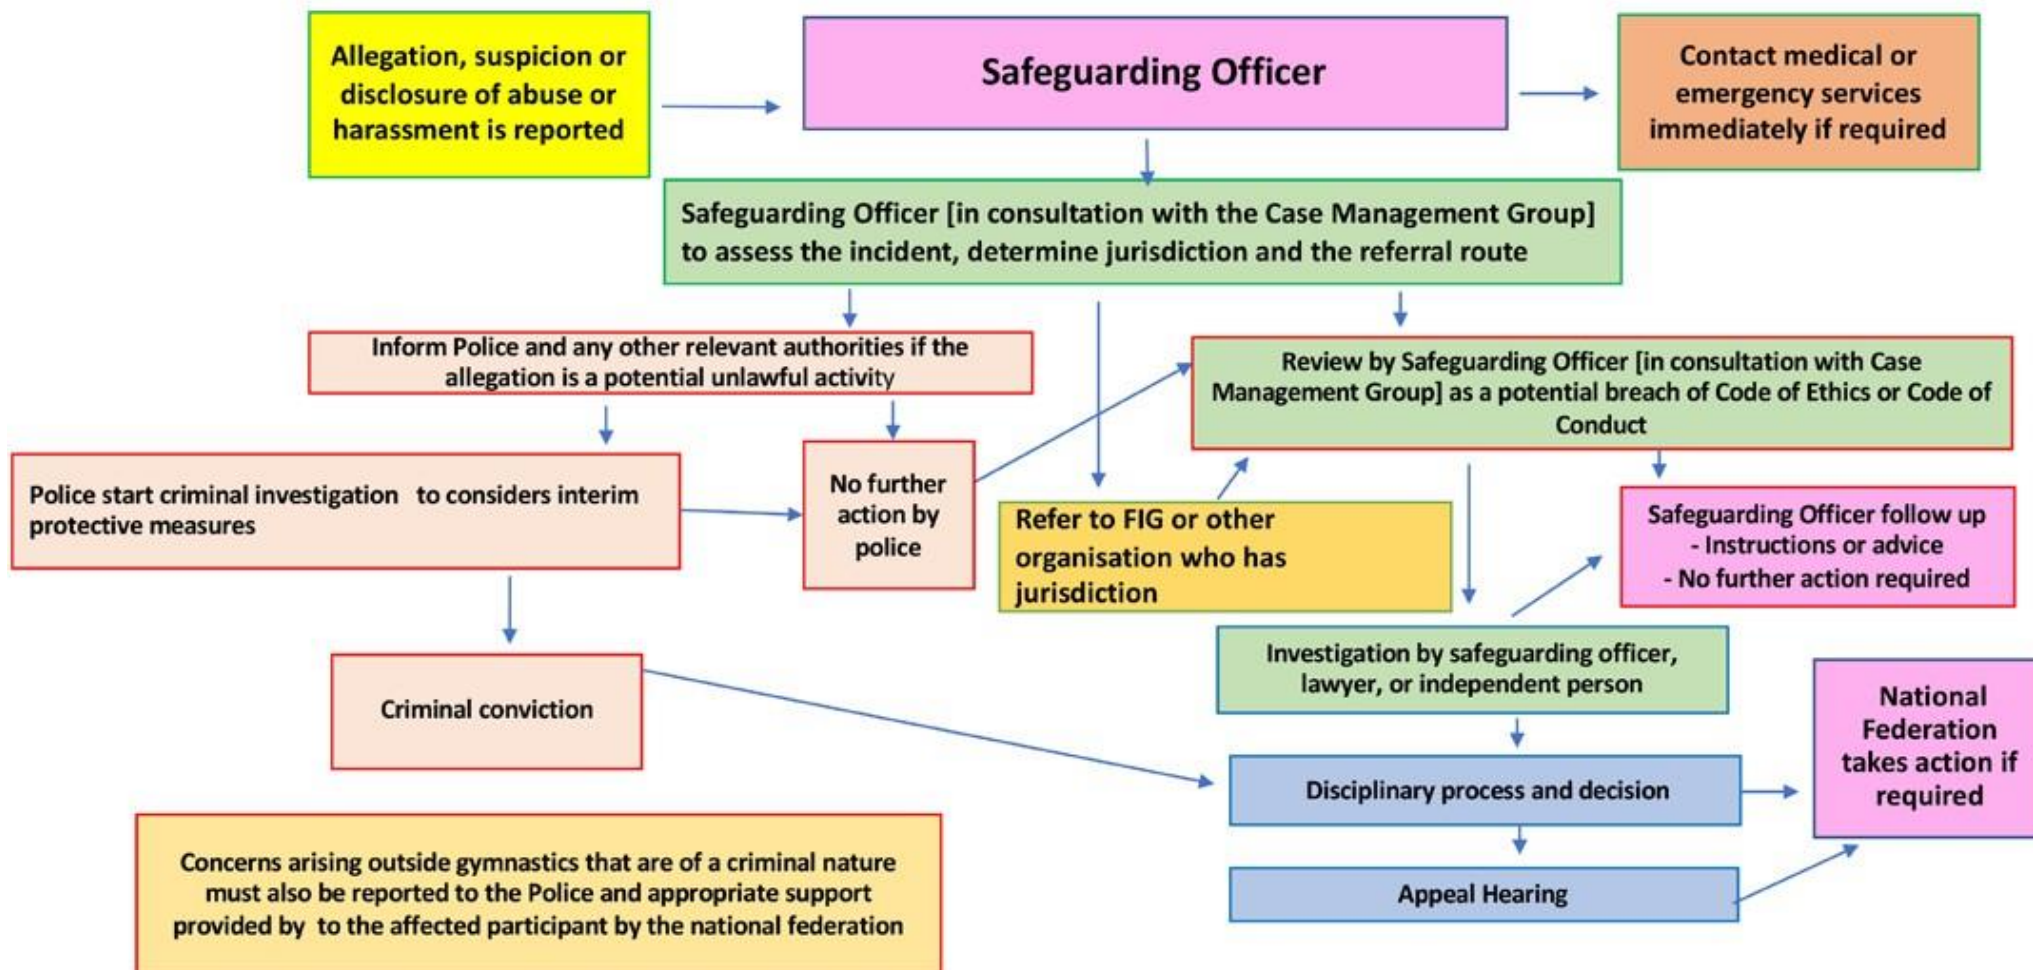 Allegation, suspicion or
disclosure of abuse or
harassment is reported
Safeguarding Officer
Contact medical or
emergency services
immediately if required
Safeguarding Officer [in consultation with the Case Management Group]
to assess the incident, determine jurisdiction and the referral route
Inform Police and any other relevant authorities if the
allegation is a potential unlawful activity
Review by Safeguarding Officer [in consultation with Case
Management Group] as a potential breach of Code of Ethics or Code of
Conduct
Police start criminal investigation to considers interim
protective measures
No further
action by
police
Refer to FIG or other
organisation who has
jurisdiction
Safeguarding Officer follow up
- Instructions or advice
- No further action required
Investigation by safeguarding officer,
lawyer, or independent person
Criminal conviction
National
Federation
takes action if
required
Disciplinary process and decision
Appeal Hearing
Concerns arising outside gymnastics that are of a criminal nature
must also be reported to the Police and appropriate support
provided by to the affected participant by the national federation